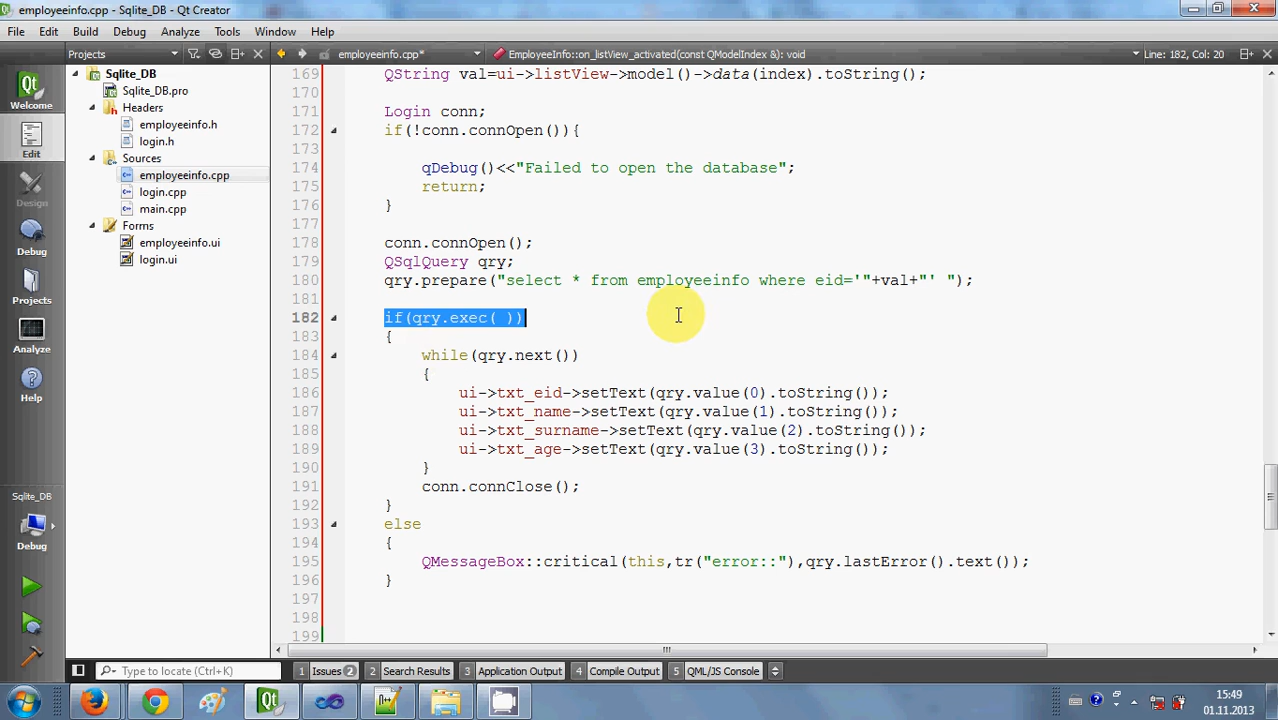 employeeinfo.cpp - Sqlite_DB - Qt Creator
File Edit Build Debug Analyze Tools Window Help
Projects
employeeinfo.cpp*
EmployeeInfo::on_listView_activated(const QModelIndex &): void
Line: 182, Col: 20
Qt
Welcome
Edit
Design
Debug
Projects
Analyze
Help
Sqlite_DB
Debug
Sqlite_DB
Sqlite_DB.pro
Headers
employeeinfo.h
login.h
Sources
employeeinfo.cpp
login.cpp
main.cpp
Forms
employeeinfo.ui
login.ui
169 QString val=ui->listView->model()->data(index).toString();
170
171 Login conn;
172 if(!conn.connOpen()){
173
174 qDebug()<<"Failed to open the database";
175 return;
176 }
177
178 conn.connOpen();
179 QSqlQuery qry;
180 qry.prepare("select * from employeeinfo where eid='"+val+"' ");
181
182 if(qry.exec( ))
183 {
184 while(qry.next())
185 {
186 ui->txt_eid->setText(qry.value(0).toString());
187 ui->txt_name->setText(qry.value(1).toString());
188 ui->txt_surname->setText(qry.value(2).toString());
189 ui->txt_age->setText(qry.value(3).toString());
190 }
191 conn.connClose();
192 }
193 else
194 {
195 QMessageBox::critical(this,tr("error::"),qry.lastError().text());
196 }
197
198
199
Type to locate (Ctrl+K)
1 Issues 2
2 Search Results
3 Application Output
4 Compile Output
5 QML/JS Console
15:49
01.11.2013